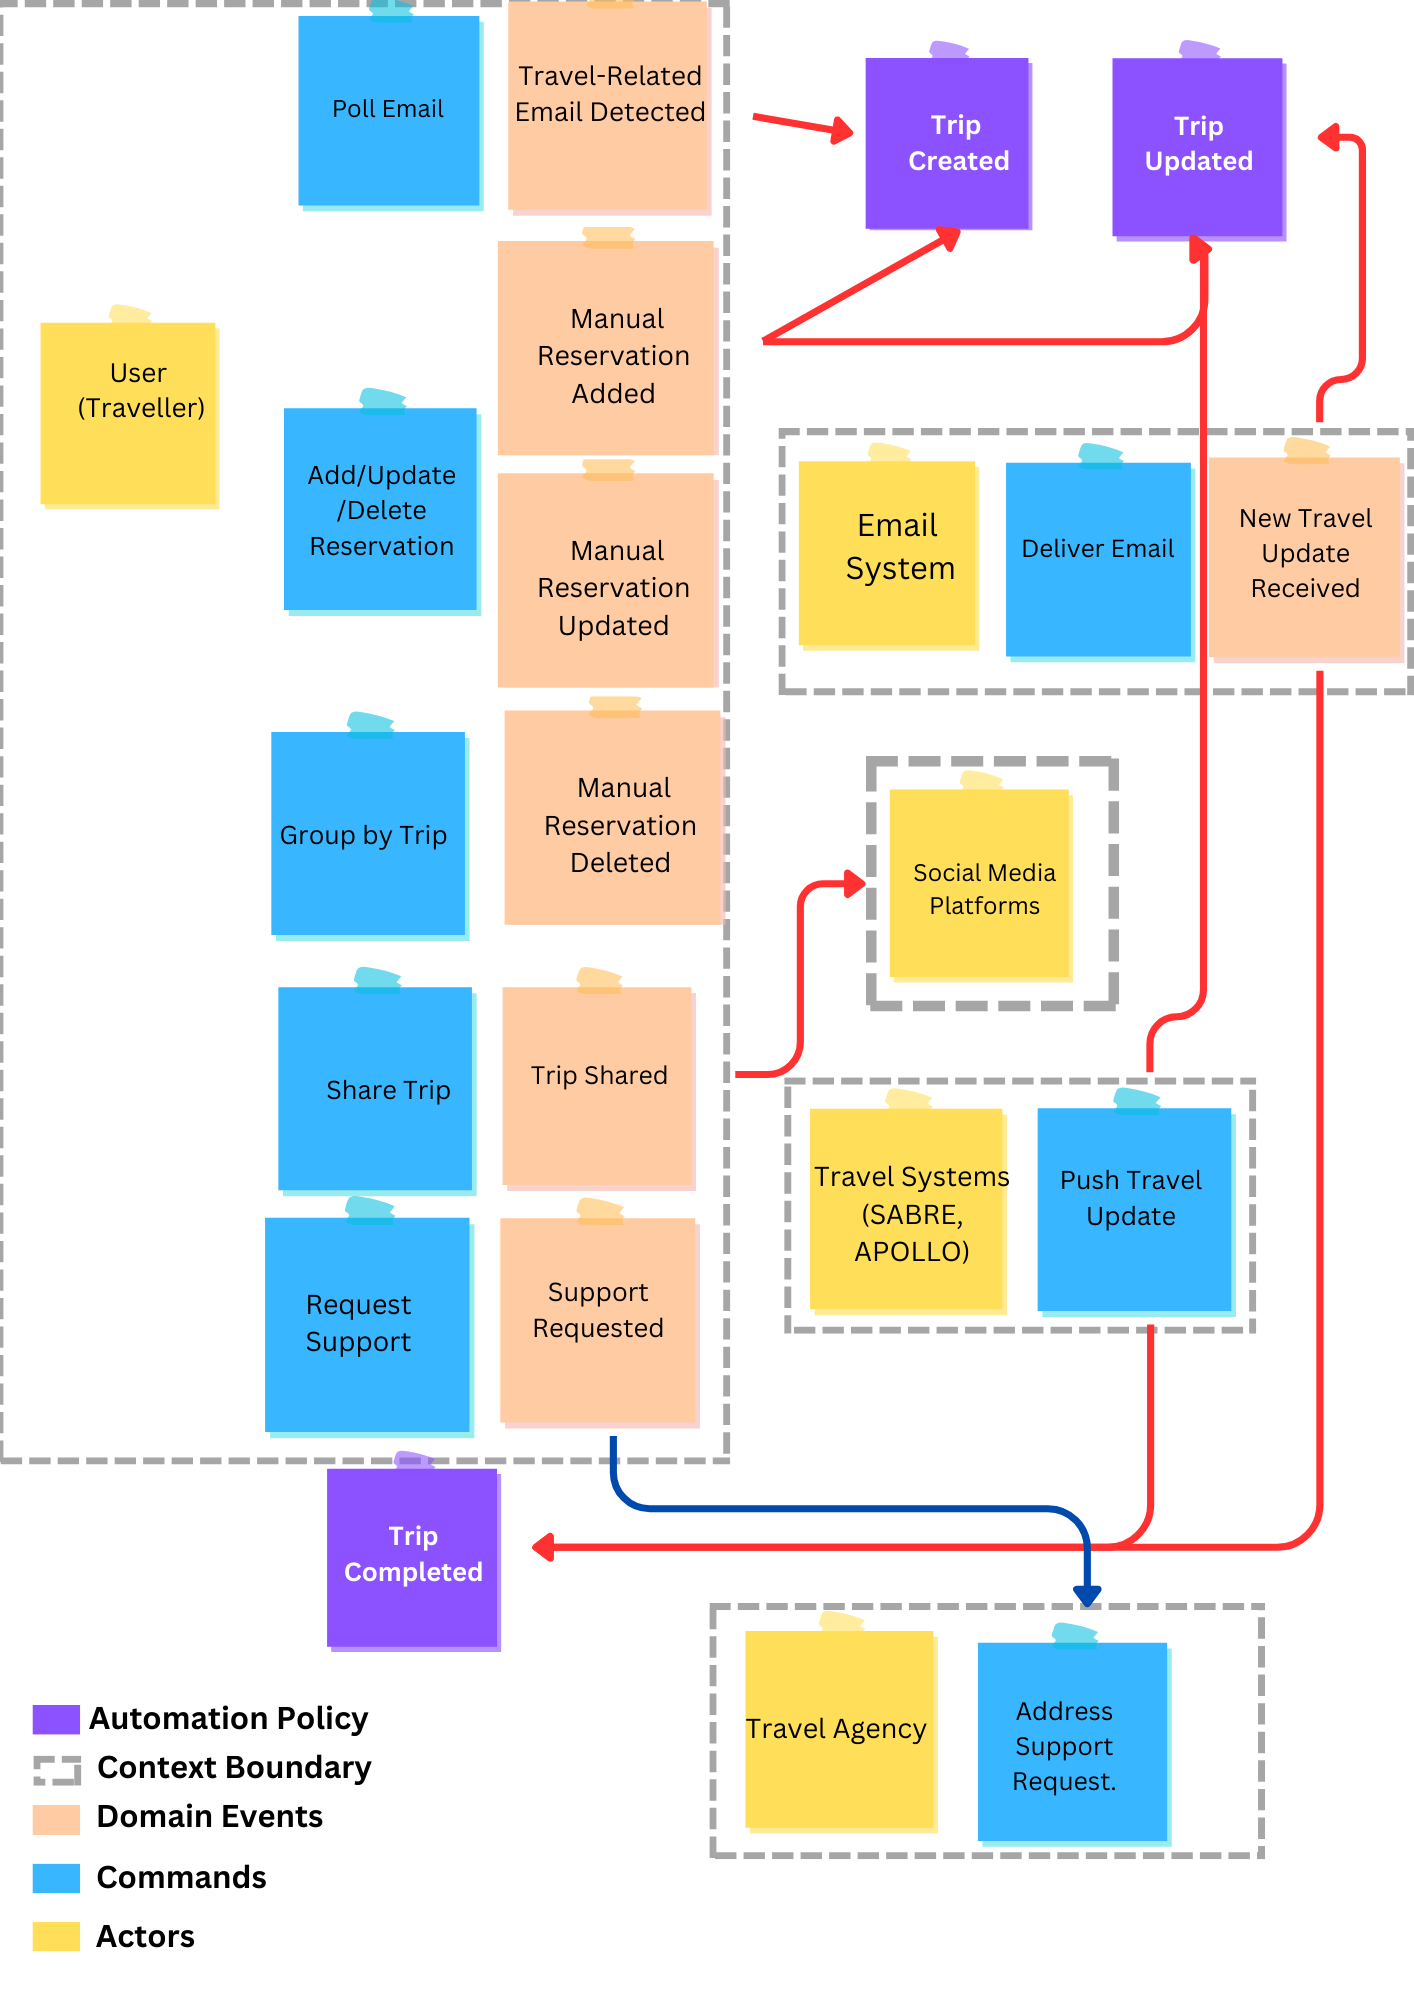 Poll Email
Travel-Related
Email Detected
Trip
Created
Trip
Updated
User
(Traveller)
Manual
Reservation
Added
Add/Update
/Delete
Reservation
Manual
Reservation
Updated
Email
System
Deliver Email
New Travel
Update
Received
Group by Trip
Manual
Reservation
Deleted
Social Media
Platforms
Share Trip
Trip Shared
Travel Systems
(SABRE,
APOLLO)
Push Travel
Update
Request
Support
Support
Requested
Trip
Completed
Travel Agency
Address
Support
Request.
Automation Policy
Context Boundary
Domain Events
Commands
Actors